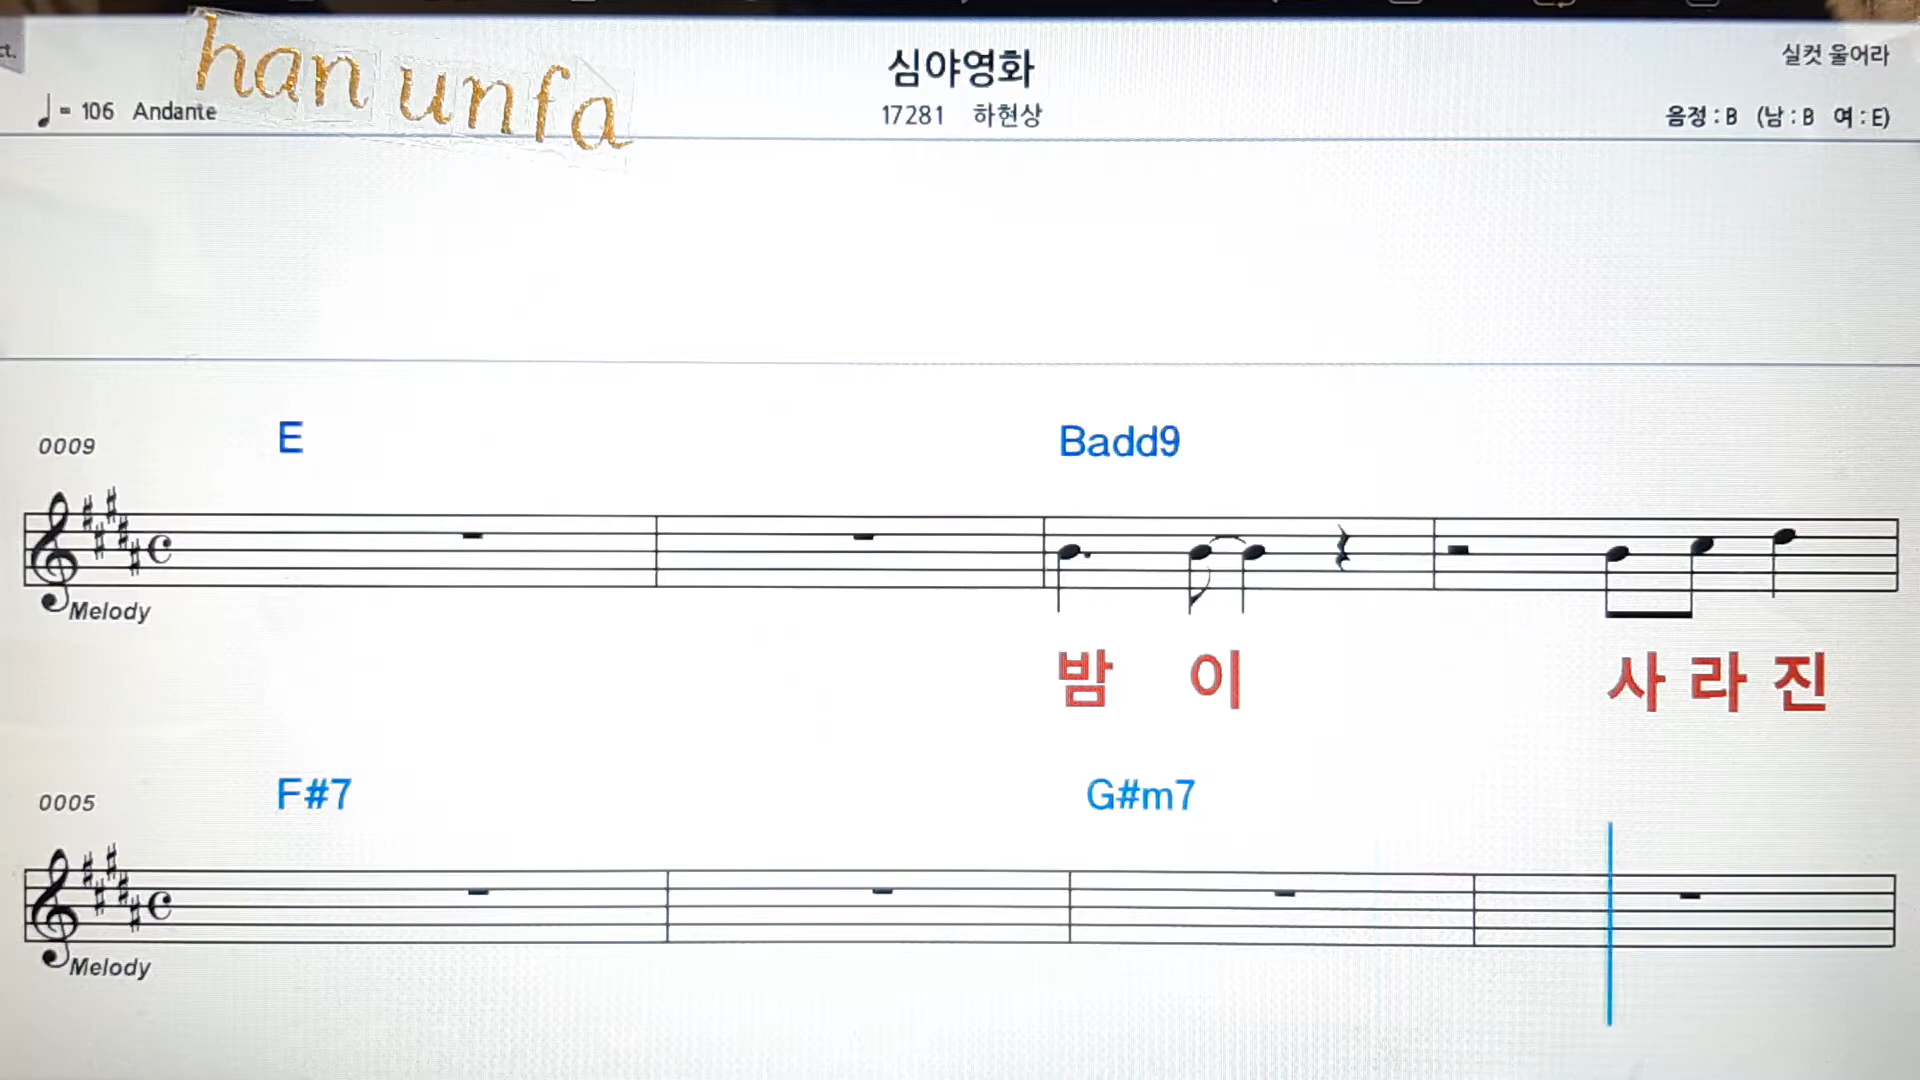 ct.
han unfa
심야영화
실컷 울어라
♩= 106 Andante
17281 하현상
음정 : B (남 : B 여 : E)
0009 E Badd9
Melody
밤 이 사 라 진
0005 F#7 G#m7
Melody